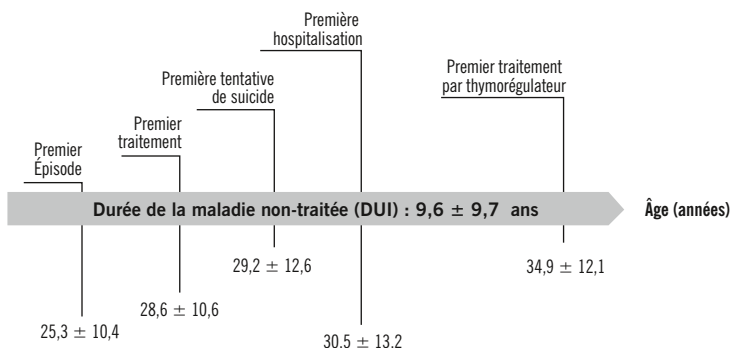 Première
hospitalisation
Première tentative
de suicide
Premier traitement
par thymorégulateur
Premier
traitement
Premier
Épisode
Durée de la maladie non-traitée (DUI) : 9,6 ± 9,7 ans
Âge (années)
29,2 ± 12,6
34,9 ± 12,1
28,6 ± 10,6
25,3 ± 10,4
30,5 ± 13,2